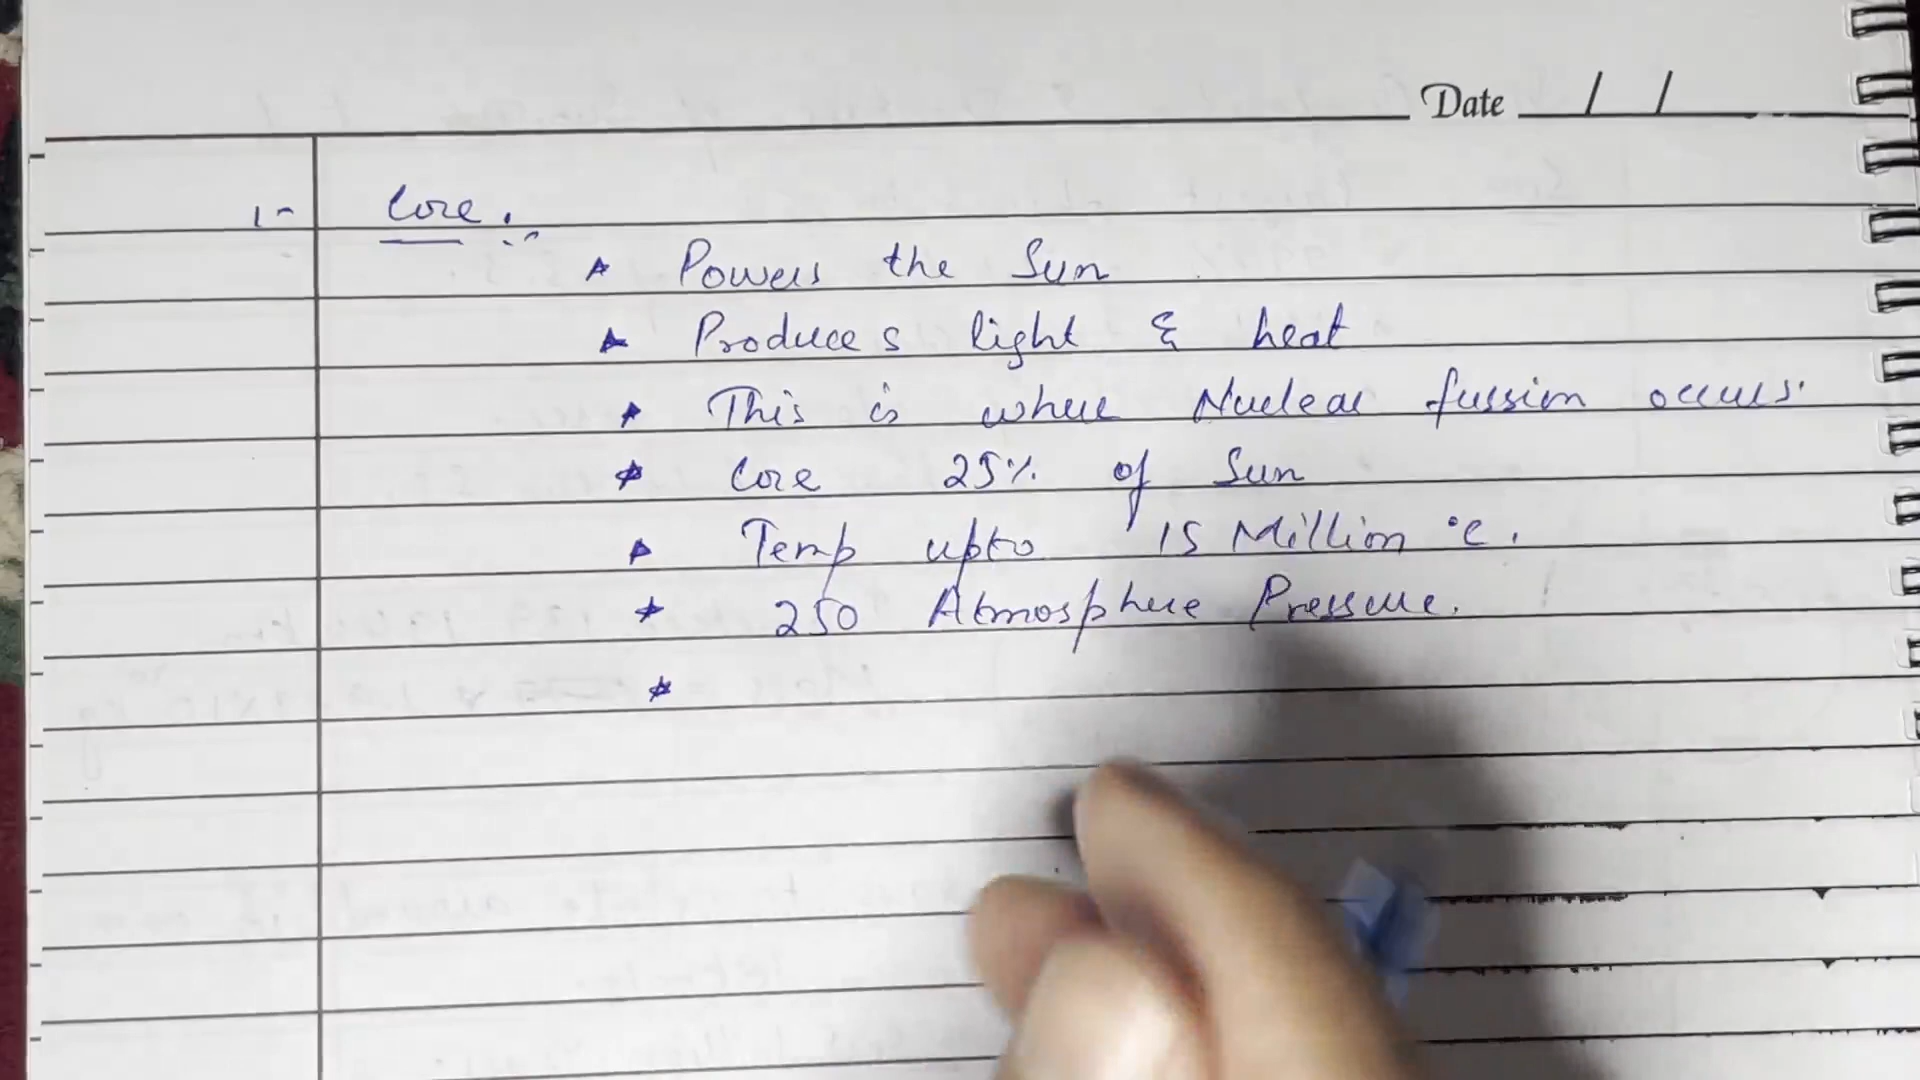 Date / /
1- Core :
Powers the Sun
Produces light & heat
This is where Nuclear fussion occurs.
Core 25% of Sun
Temp upto 15 Million °C.
250 Atmosphere Pressure.